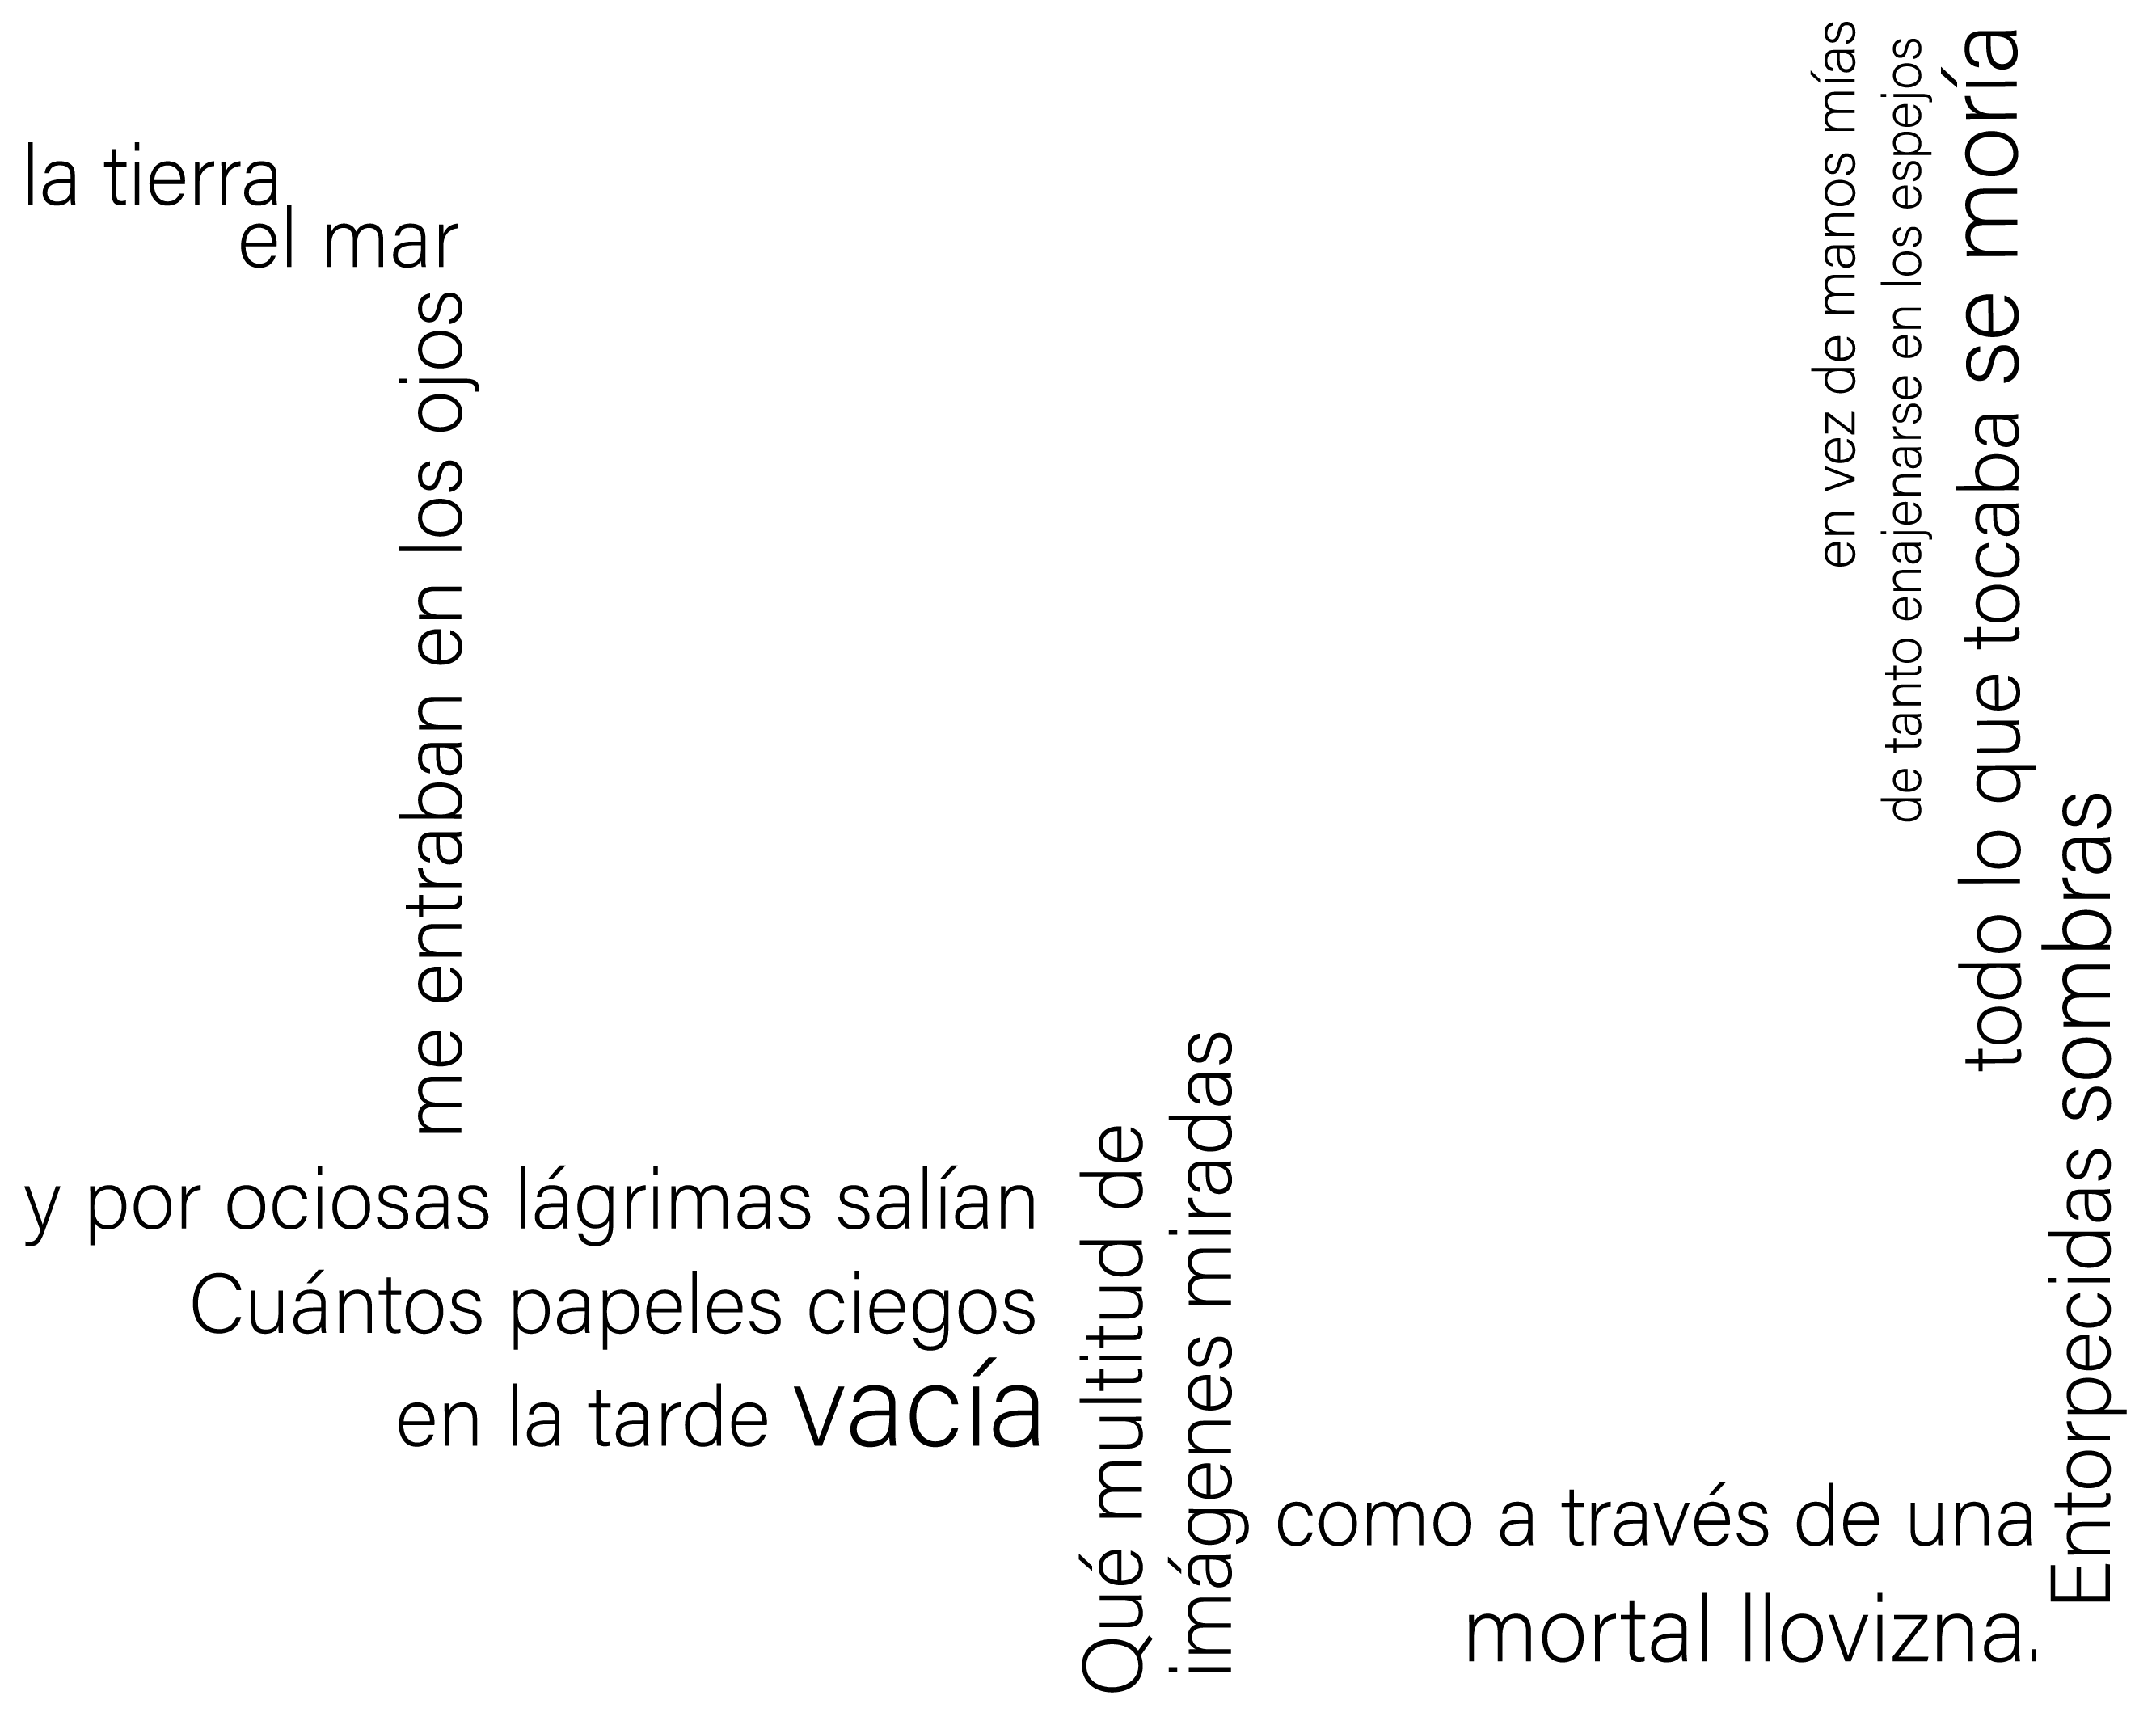 la tierra
el mar
me entraban en los ojos
y por ociosas lágrimas salían
Cuántos papeles ciegos
en la tarde vacía
Qué multitud de
imágenes miradas
como a través de una
mortal llovizna.
Entorpecidas sombras
en vez de manos mías
de tanto enajenarse en los espejos
todo lo que tocaba se moría